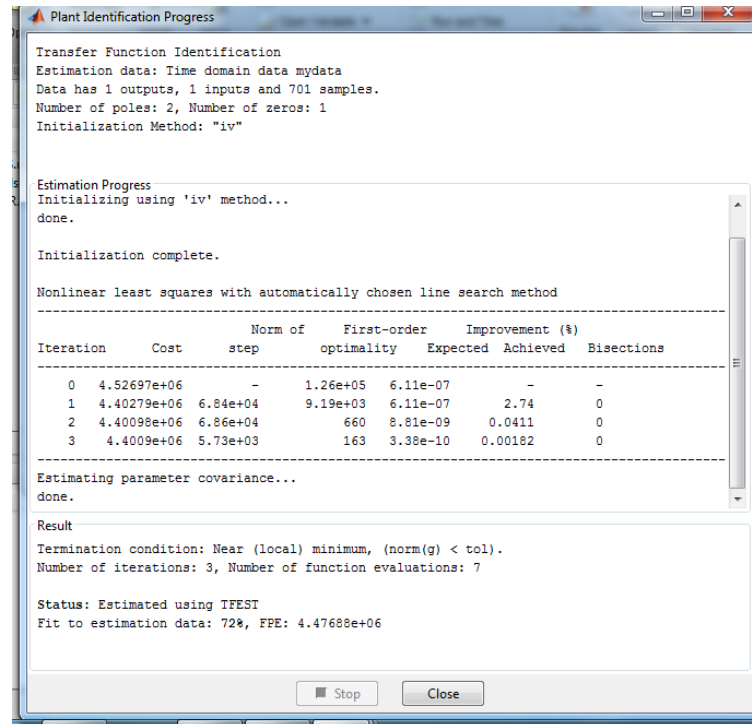 Plant Identification Progress
Transfer Function Identification
Estimation data: Time domain data mydata
Data has 1 outputs, 1 inputs and 701 samples.
Number of poles: 2, Number of zeros: 1
Initialization Method: "iv"
Estimation Progress
Initializing using 'iv' method...
done.
Initialization complete.
Nonlinear least squares with automatically chosen line search method
------------------------------------------------------------------------------------------
Norm of First-order Improvement (%)
Iteration Cost step optimality Expected Achieved Bisections
------------------------------------------------------------------------------------------
0 4.52697e+06 - 1.26e+05 6.11e-07 - -
1 4.40279e+06 6.84e+04 9.19e+03 6.11e-07 2.74 0
2 4.40098e+06 6.86e+04 660 8.81e-09 0.0411 0
3 4.4009e+06 5.73e+03 163 3.38e-10 0.00182 0
------------------------------------------------------------------------------------------
Estimating parameter covariance...
done.
Result
Termination condition: Near (local) minimum, (norm(g) < tol).
Number of iterations: 3, Number of function evaluations: 7
Status: Estimated using TFEST
Fit to estimation data: 72%, FPE: 4.47688e+06
Stop Close